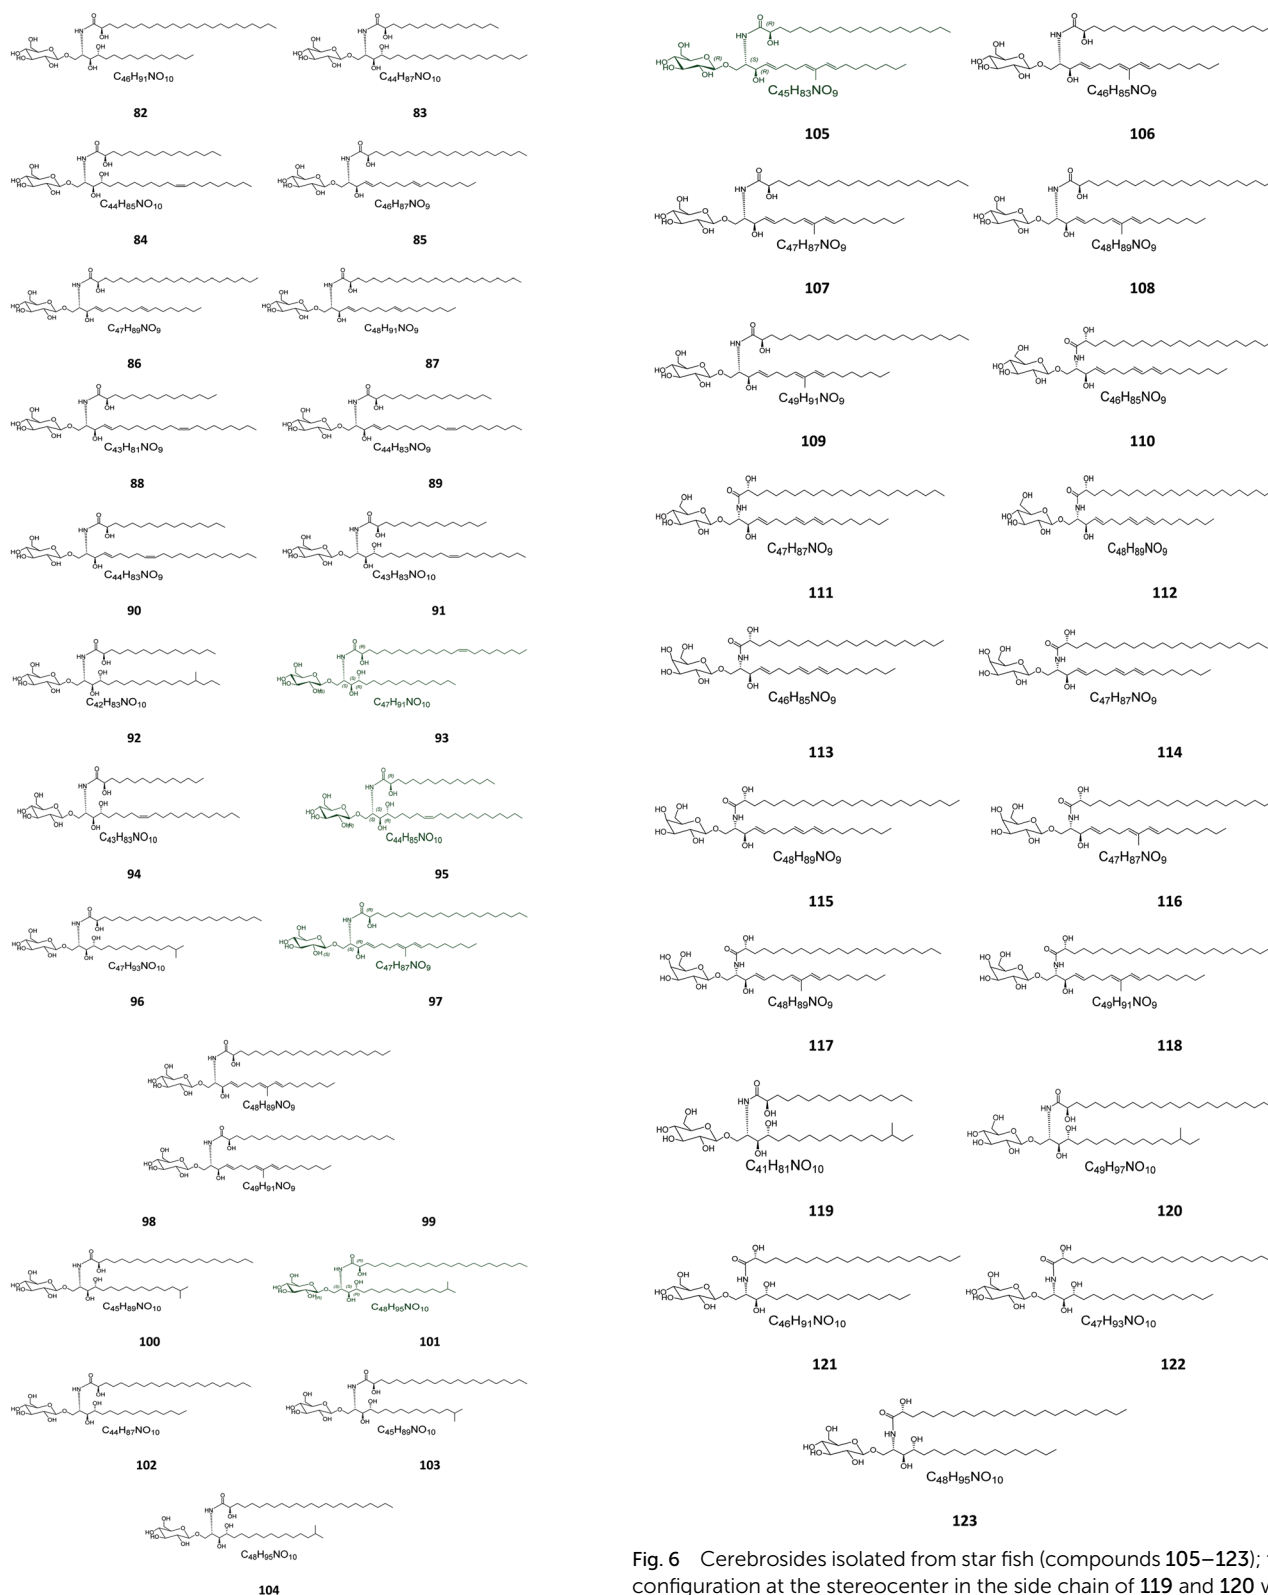 C46H91NO10 C44H87NO10
82 83
C44H85NO10 C46H87NO9
84 85
C47H89NO9 C48H91NO9
86 87
C43H81NO9 C44H83NO9
88 89
C44H83NO9 C43H83NO10
90 91
C42H83NO10 C47H91NO10
92 93
C43H83NO10 C44H85NO10
94 95
C47H93NO10 C47H87NO9
96 97
C48H89NO9
C49H91NO9
98 99
C45H89NO10 C48H95NO10
100 101
C44H87NO10 C45H89NO10
102 103
C48H95NO10
104
C45H83NO9 C46H85NO9
105 106
C47H87NO9 C48H89NO9
107 108
C49H91NO9 C46H85NO9
109 110
C47H87NO9 C48H89NO9
111 112
C46H85NO9 C47H87NO9
113 114
C48H89NO9 C47H87NO9
115 116
C48H89NO9 C49H91NO9
117 118
C41H81NO10 C49H97NO10
119 120
C46H91NO10 C47H93NO10
121 122
C48H95NO10
123
Fig. 6 Cerebrosides isolated from star fish (compounds 105–123);
configuration at the stereocenter in the side chain of 119 and 120